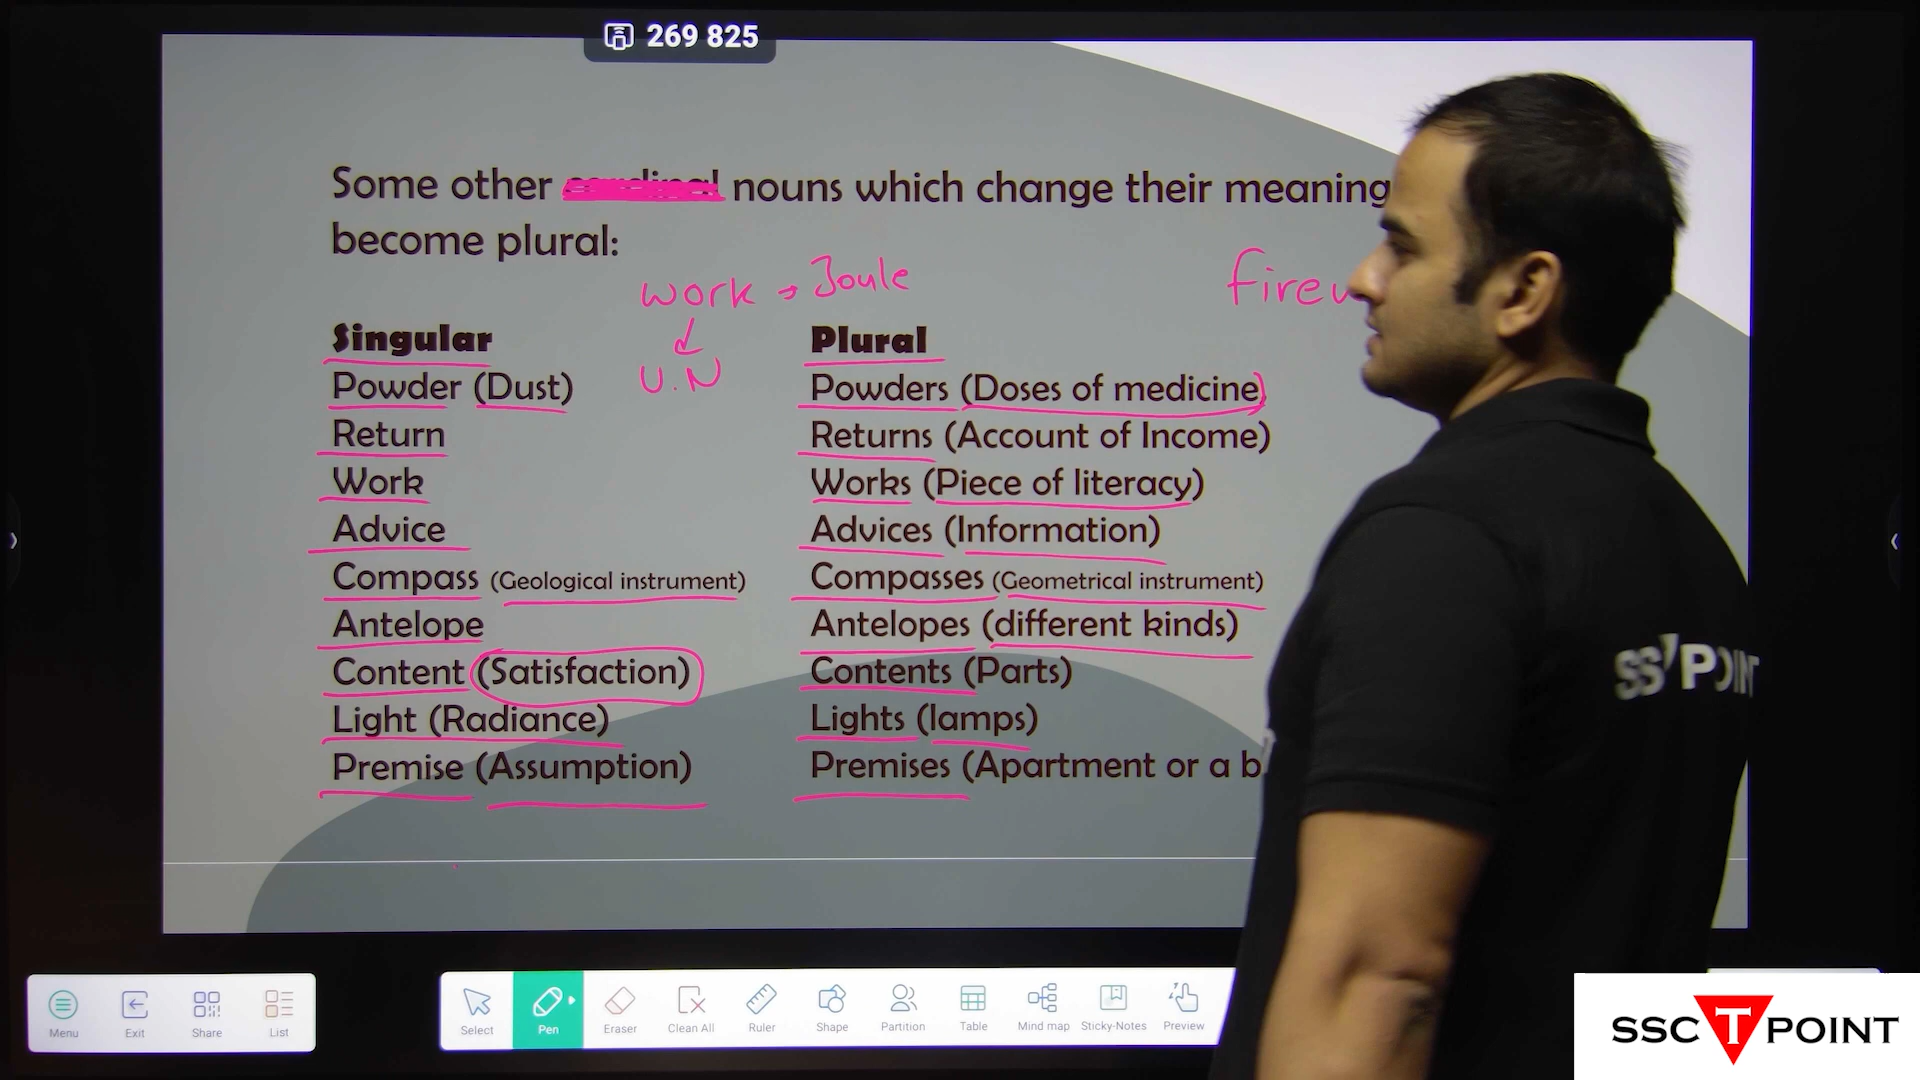 269 825
Some other cardinal nouns which change their meaning
become plural:
work → Joule
U.N
Singular Plural
Powder (Dust) Powders (Doses of medicine)
Return Returns (Account of Income)
Work Works (Piece of literacy)
Advice Advices (Information)
Compass (Geological instrument) Compasses (Geometrical instrument)
Antelope Antelopes (different kinds)
Content (Satisfaction) Contents (Parts)
Light (Radiance) Lights (lamps)
Premise (Assumption) Premises (Apartment or a b
SSC POINT
Menu Exit Share List
Select Pen Eraser Clean All Ruler Shape Partition Table Mind map Sticky-Notes Preview
SSC T POINT